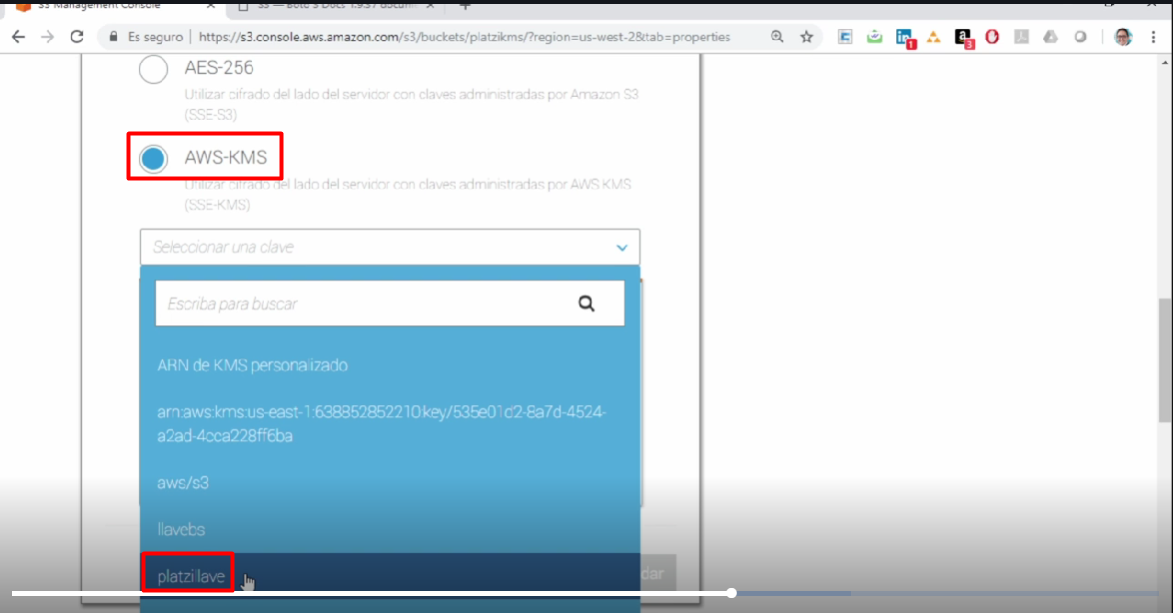 S3 Management Console
S3 — Boto 3 Docs 1.9.37 docum
Es seguro | https://s3.console.aws.amazon.com/s3/buckets/platzikms/?region=us-west-2&tab=properties
AES-256
Utilizar cifrado del lado del servidor con claves administradas por Amazon S3
(SSE-S3)
AWS-KMS
Utilizar cifrado del lado del servidor con claves administradas por AWS KMS
(SSE-KMS)
Seleccionar una clave
Escriba para buscar
ARN de KMS personalizado
arn:aws:kms:us-east-1:638852852210:key/535e01d2-8a7d-4524-
a2ad-4cca228ff6ba
aws/s3
llavebs
platzillave
dar